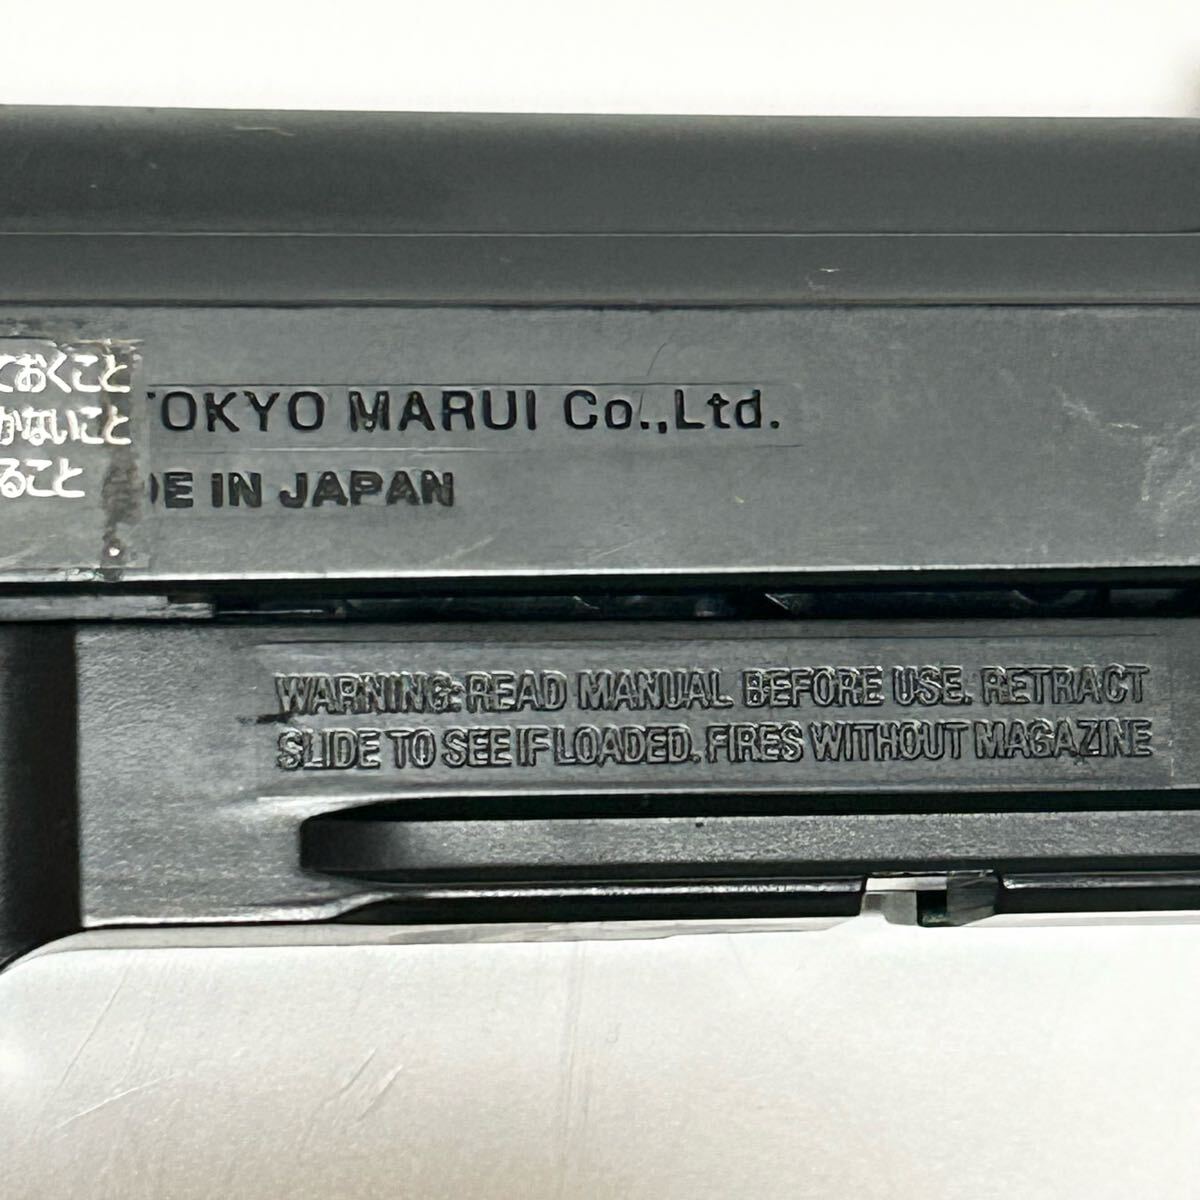 ておくこと
かないこと
ること
TOKYO MARUI Co.,Ltd.
DE IN JAPAN
WARNING: READ MANUAL BEFORE USE. RETRACT
SLIDE TO SEE IF LOADED. FIRES WITHOUT MAGAZINE